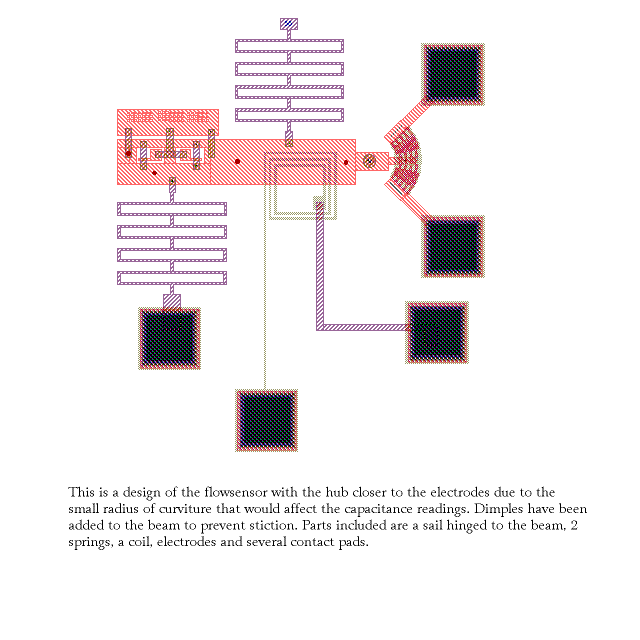 This is a design of the flowsensor with the hub closer to the electrodes due to the
small radius of curviture that would affect the capacitance readings. Dimples have been
added to the beam to prevent stiction. Parts included are a sail hinged to the beam, 2
springs, a coil, electrodes and several contact pads.